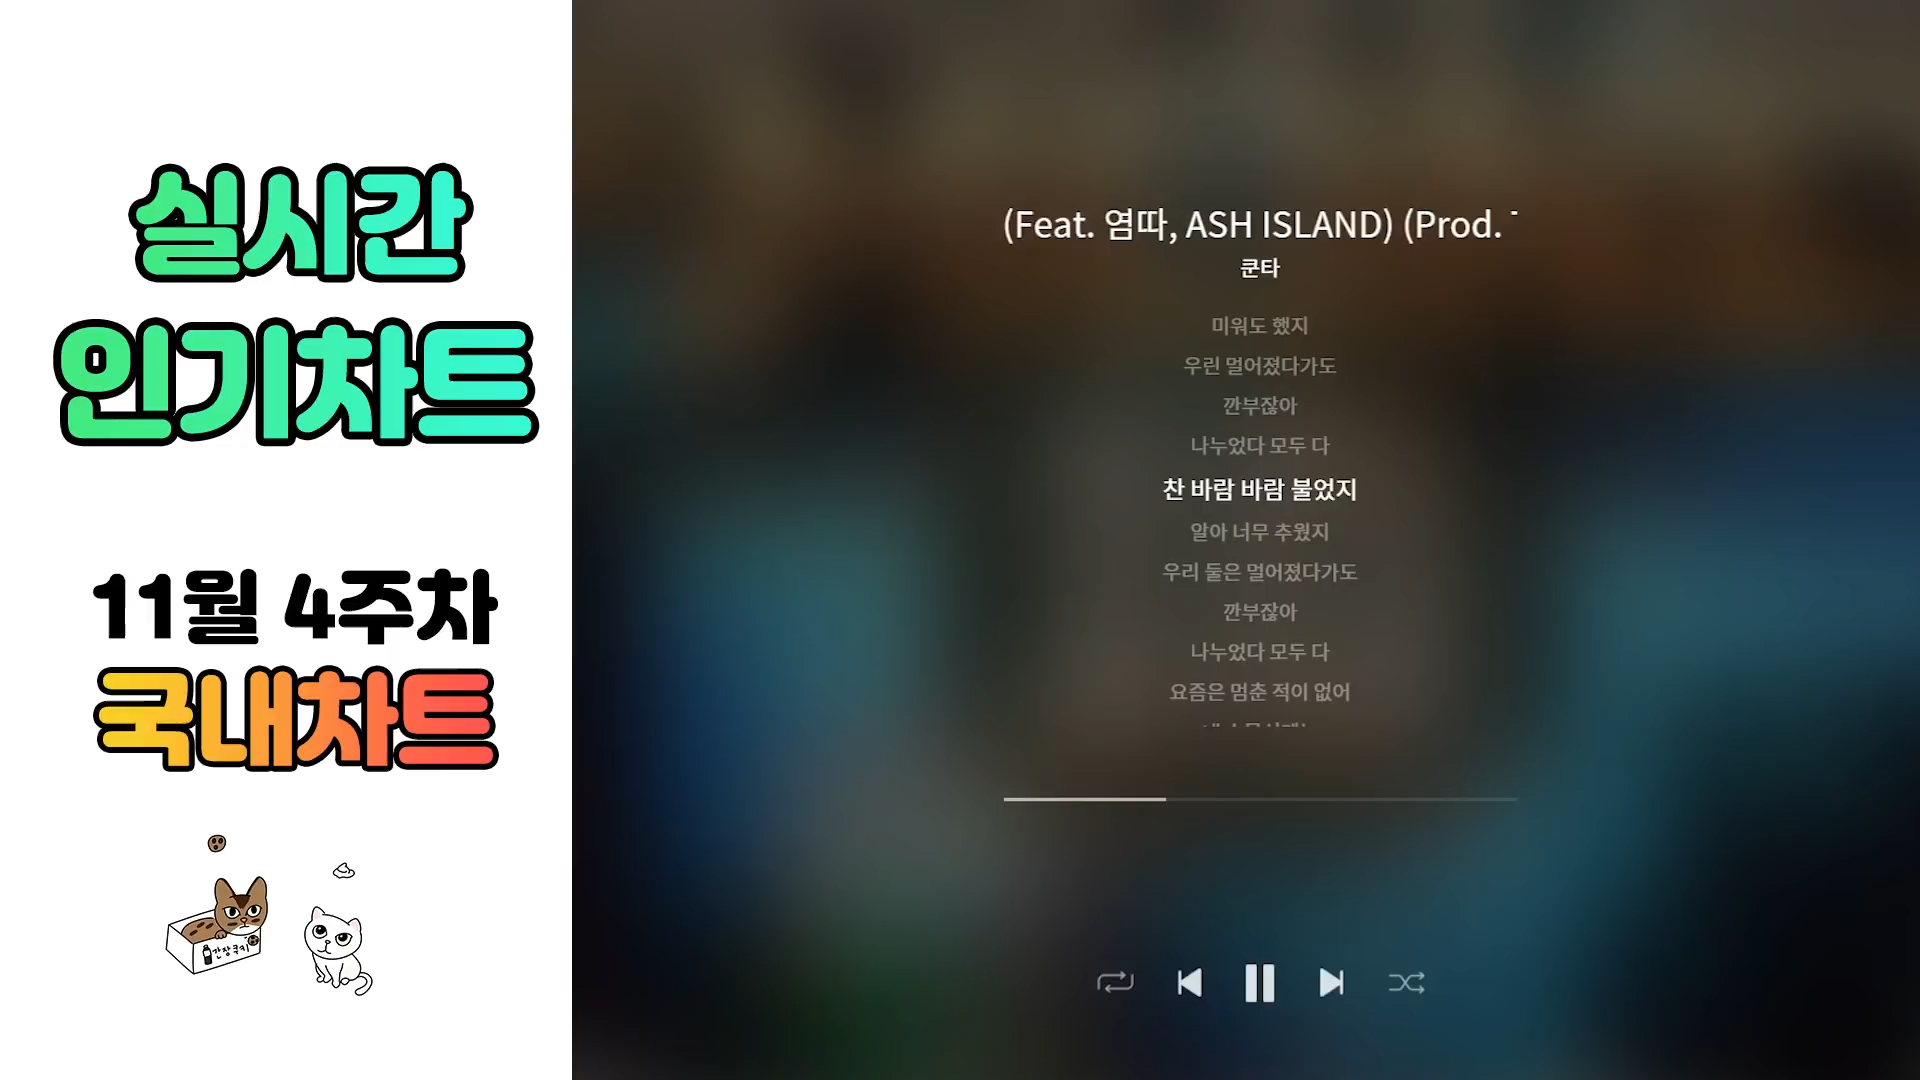 실시간
인기차트
11월 4주차
국내차트
간장쿠키
(Feat. 염따, ASH ISLAND) (Prod.
쿤타
미워도 했지
우린 멀어졌다가도
깐부잖아
나누었다 모두 다
찬 바람 바람 불었지
알아 너무 추웠지
우리 둘은 멀어졌다가도
깐부잖아
나누었다 모두 다
요즘은 멈춘 적이 없어